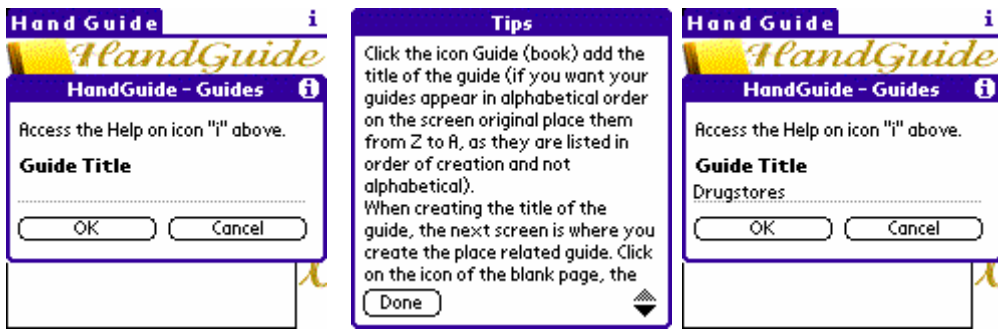 Hand Guide i
HandGuide
HandGuide - Guides i
Access the Help on icon "i" above.
Guide Title
OK Cancel
Tips
Click the icon Guide (book) add the
title of the guide (if you want your
guides appear in alphabetical order
on the screen original place them
from Z to A, as they are listed in
order of creation and not
alphabetical).
When creating the title of the
guide, the next screen is where you
create the place related guide. Click
on the icon of the blank page, the
Done
Hand Guide i
HandGuide
HandGuide - Guides i
Access the Help on icon "i" above.
Guide Title
Drugstores
OK Cancel